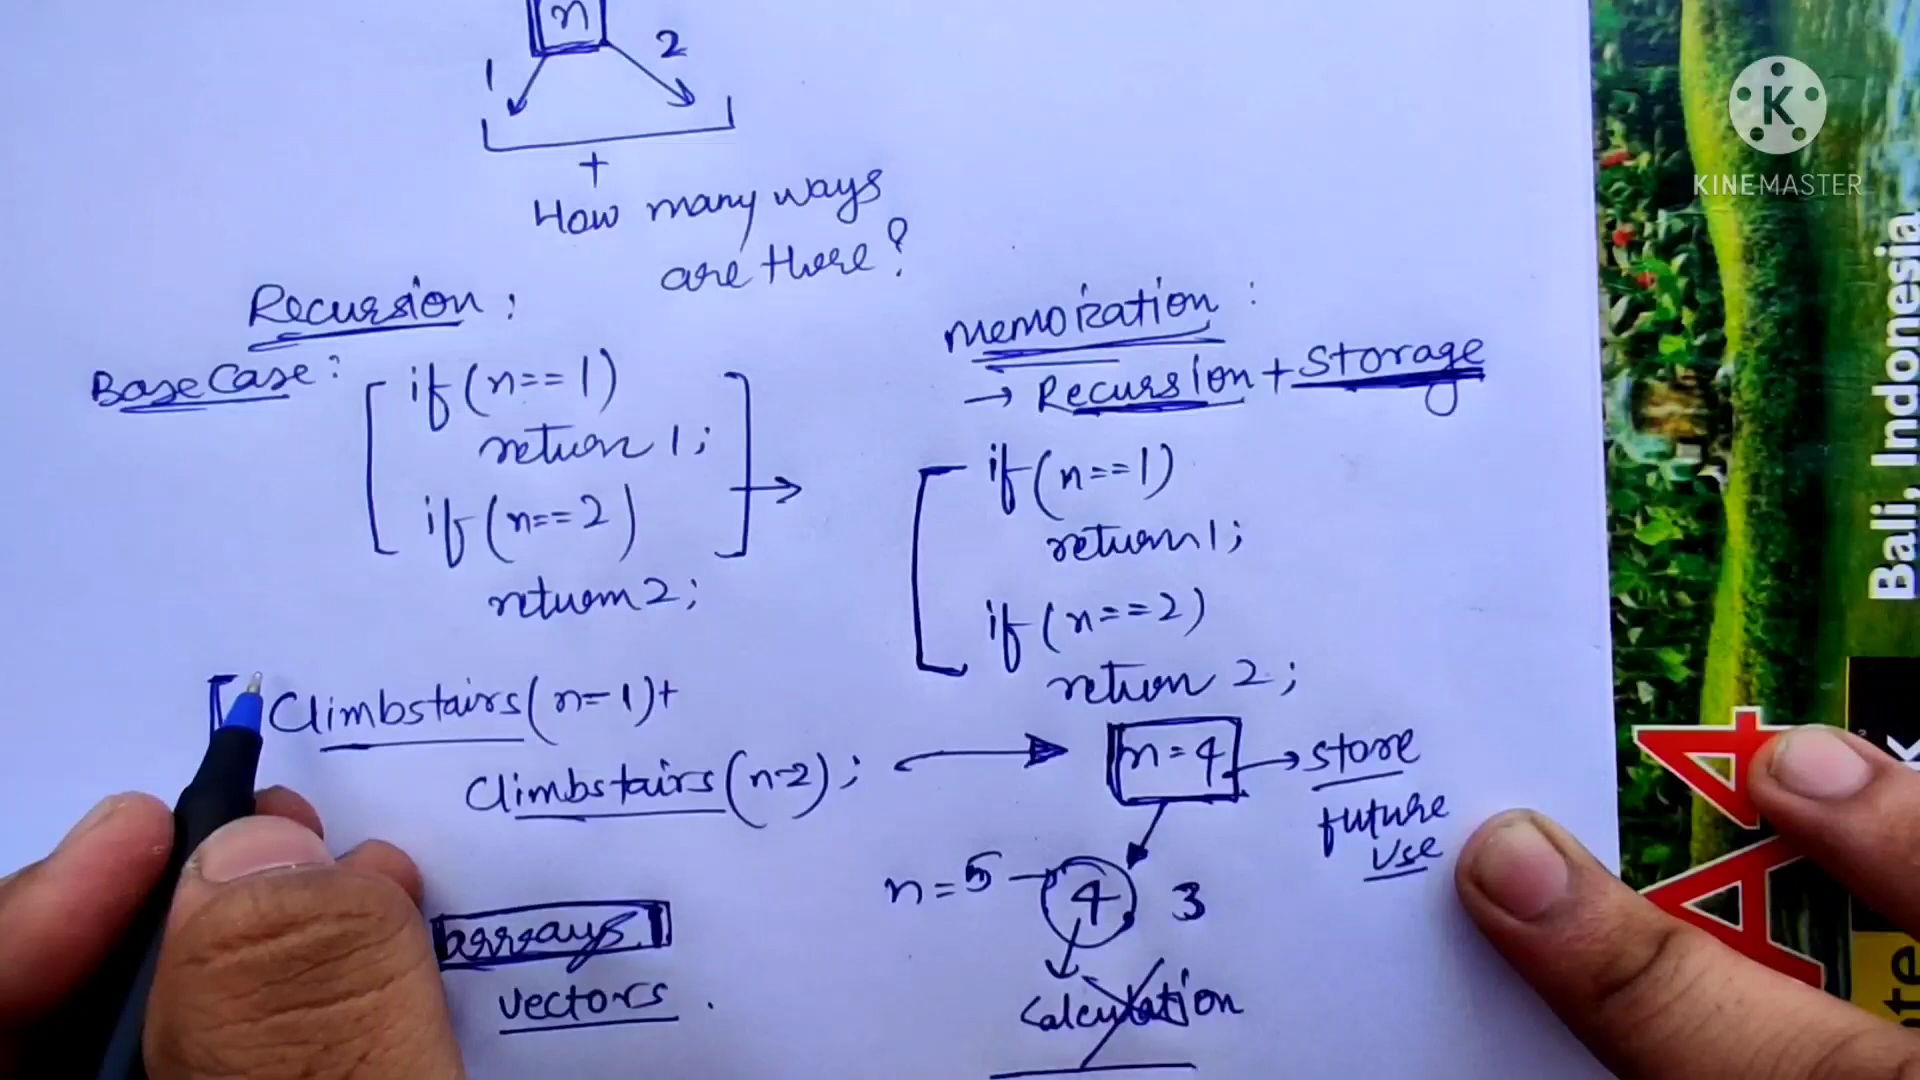 n
1
2
+
How many ways
are there?
Recursion :
Base Case :
if (n==1)
return 1;
if (n==2)
return 2;
Climbstairs (n-1)+
Climbstairs (n-2);
arrays
vectors .
Memoization :
→ Recursion + Storage
if (n==1)
return 1;
if (n==2)
return 2;
n=4 → store
future
use
n=5 - 4 3
Calculation
KINEMASTER
K
Bali, Indonesia
A4